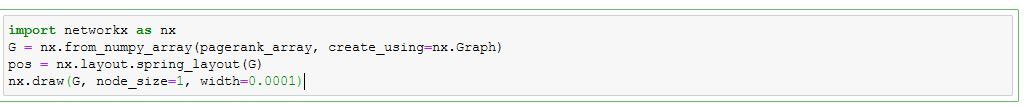 import networkx as nx
G = nx.from_numpy_array(pagerank_array, create_using=nx.Graph)
pos = nx.layout.spring_layout(G)
nx.draw(G, node_size=1, width=0.0001)